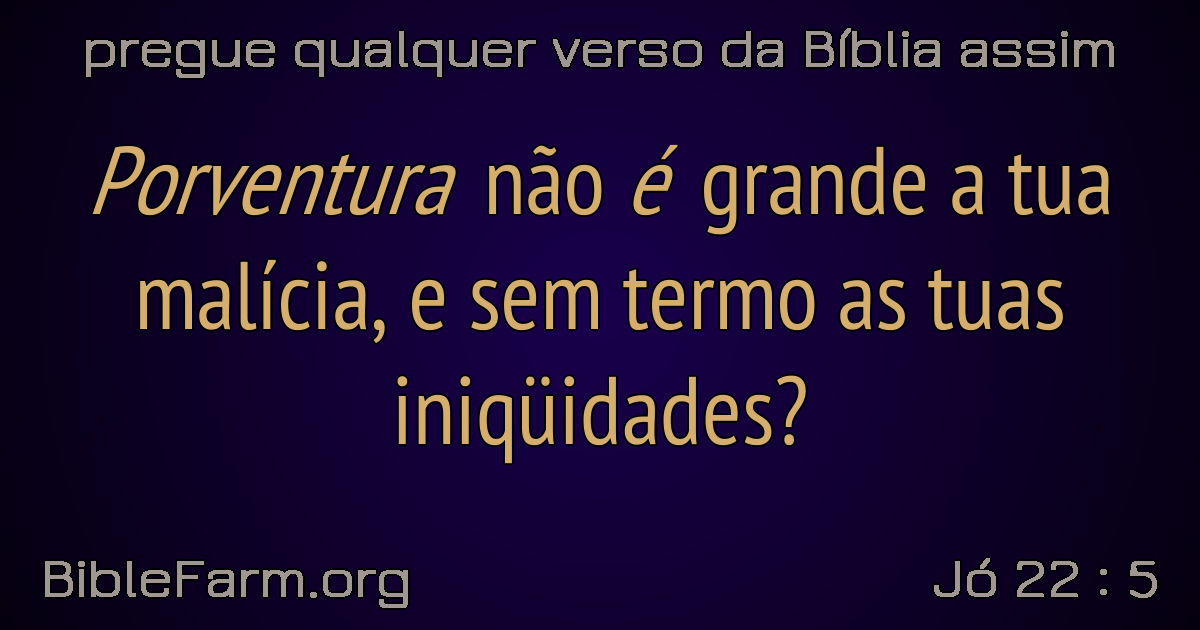 pregue qualquer verso da Bíblia assim
Porventura não é grande a tua
malícia, e sem termo as tuas
iniqüidades?
BibleFarm.org
Jó 22 : 5